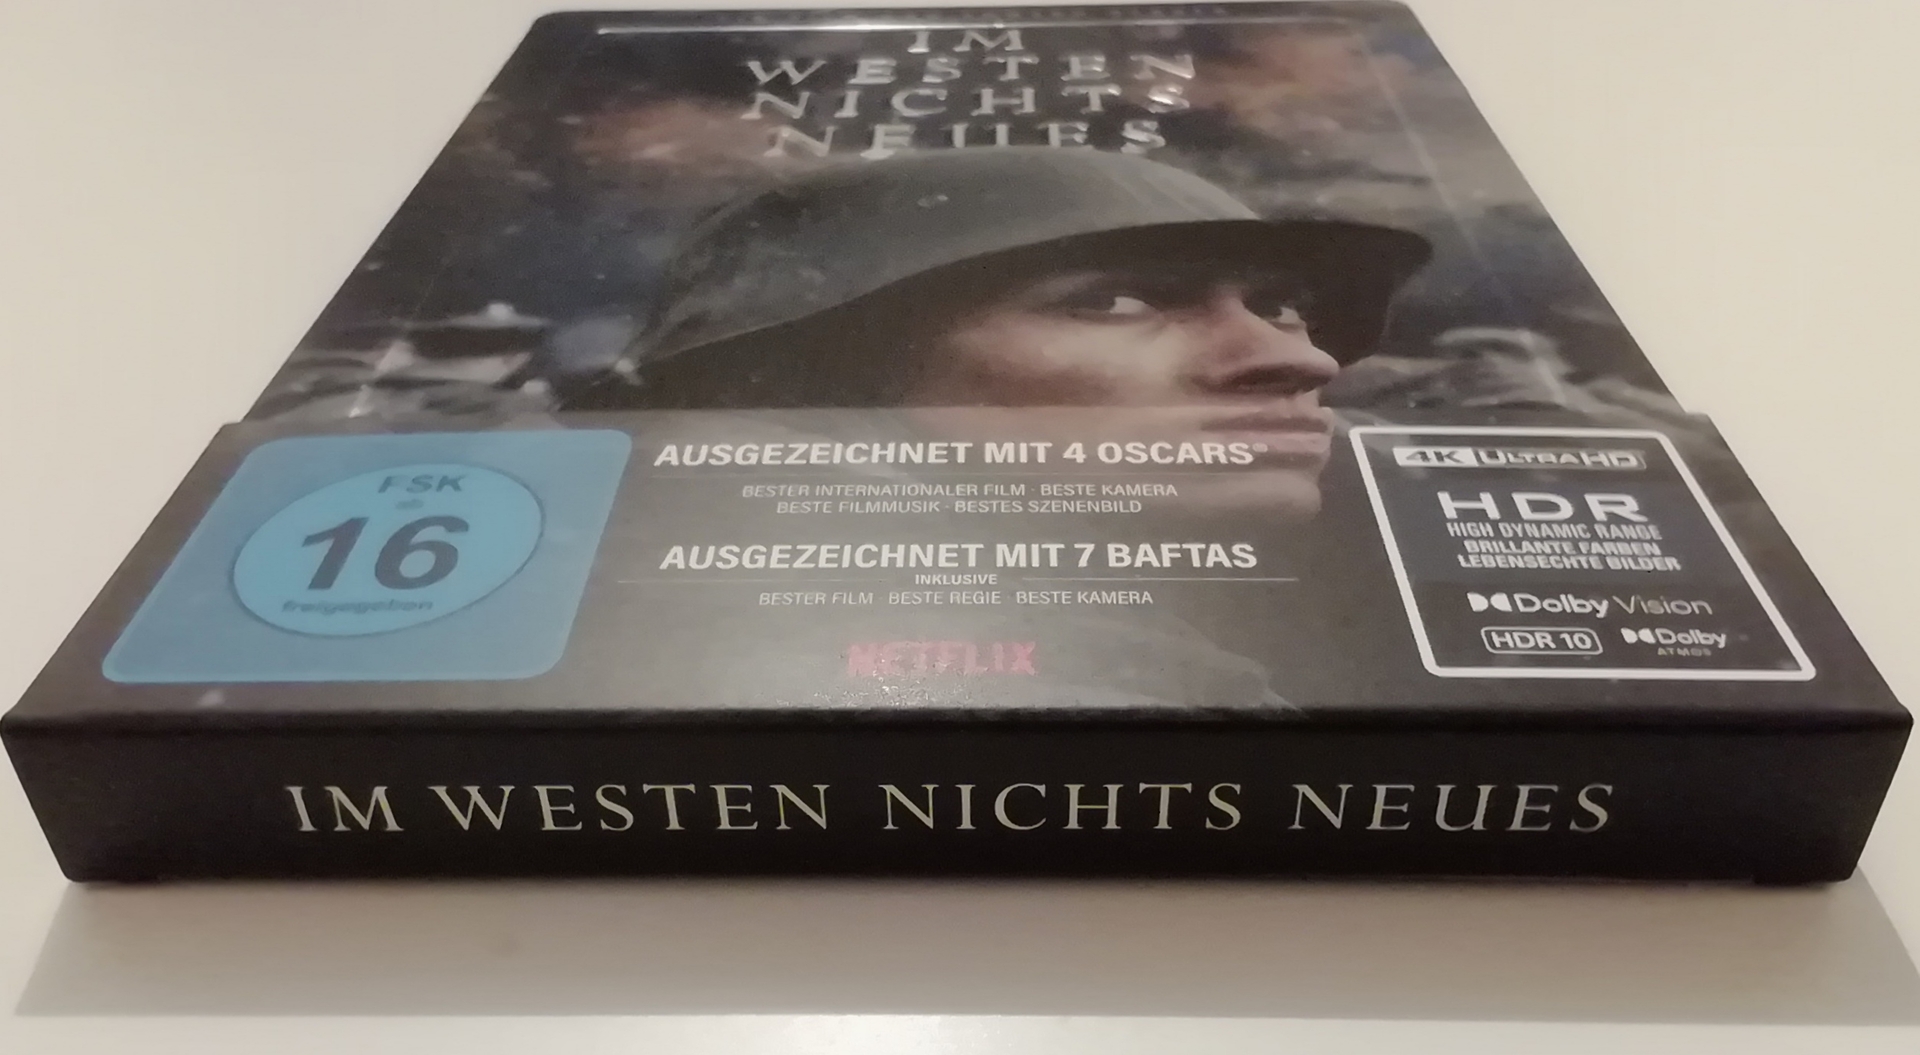 IM
WESTEN
NICHTS
NEUES
FSK
ab
16
freigegeben
AUSGEZEICHNET MIT 4 OSCARS®
BESTER INTERNATIONALER FILM · BESTE KAMERA
BESTE FILMMUSIK · BESTES SZENENBILD
AUSGEZEICHNET MIT 7 BAFTAS
INKLUSIVE
BESTER FILM · BESTE REGIE · BESTE KAMERA
NETFLIX
4K ULTRA HD
HDR
HIGH DYNAMIC RANGE
BRILLANTE FARBEN
LEBENSECHTE BILDER
Dolby Vision
HDR 10 Dolby
ATMOS
IM WESTEN NICHTS NEUES